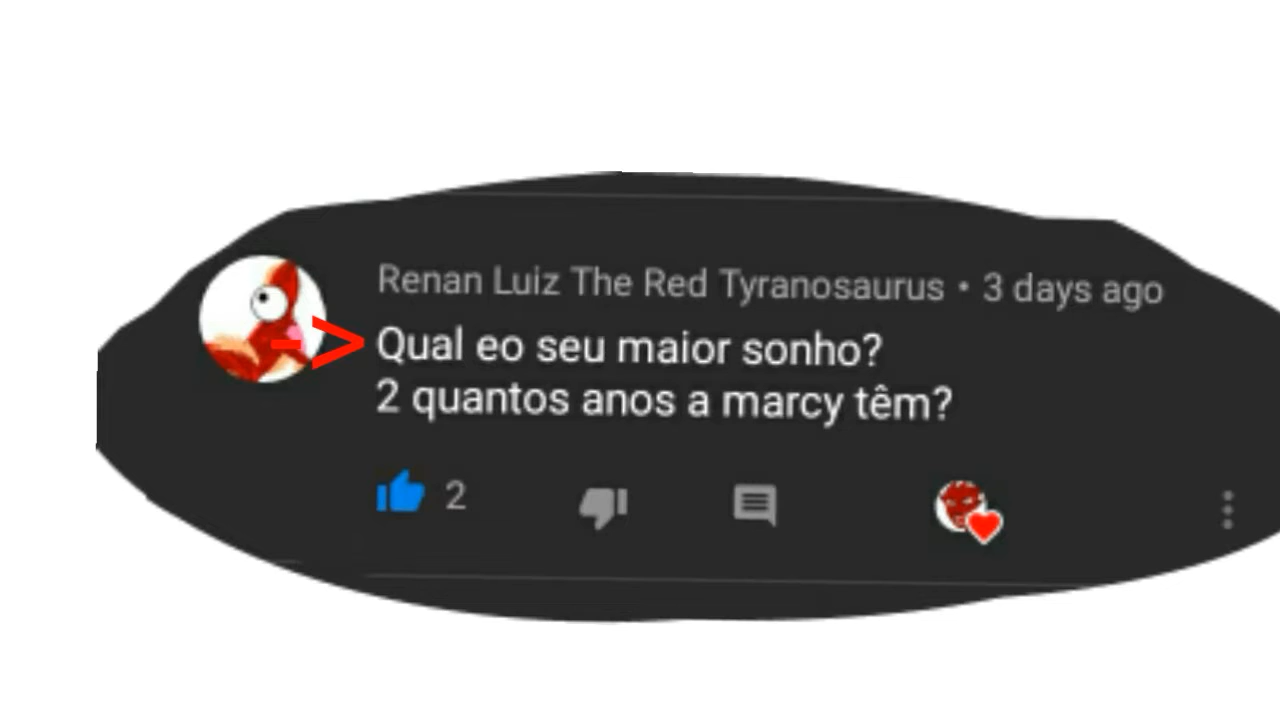 Renan Luiz The Red Tyranosaurus • 3 days ago
-> Qual eo seu maior sonho?
2 quantos anos a marcy têm?
2